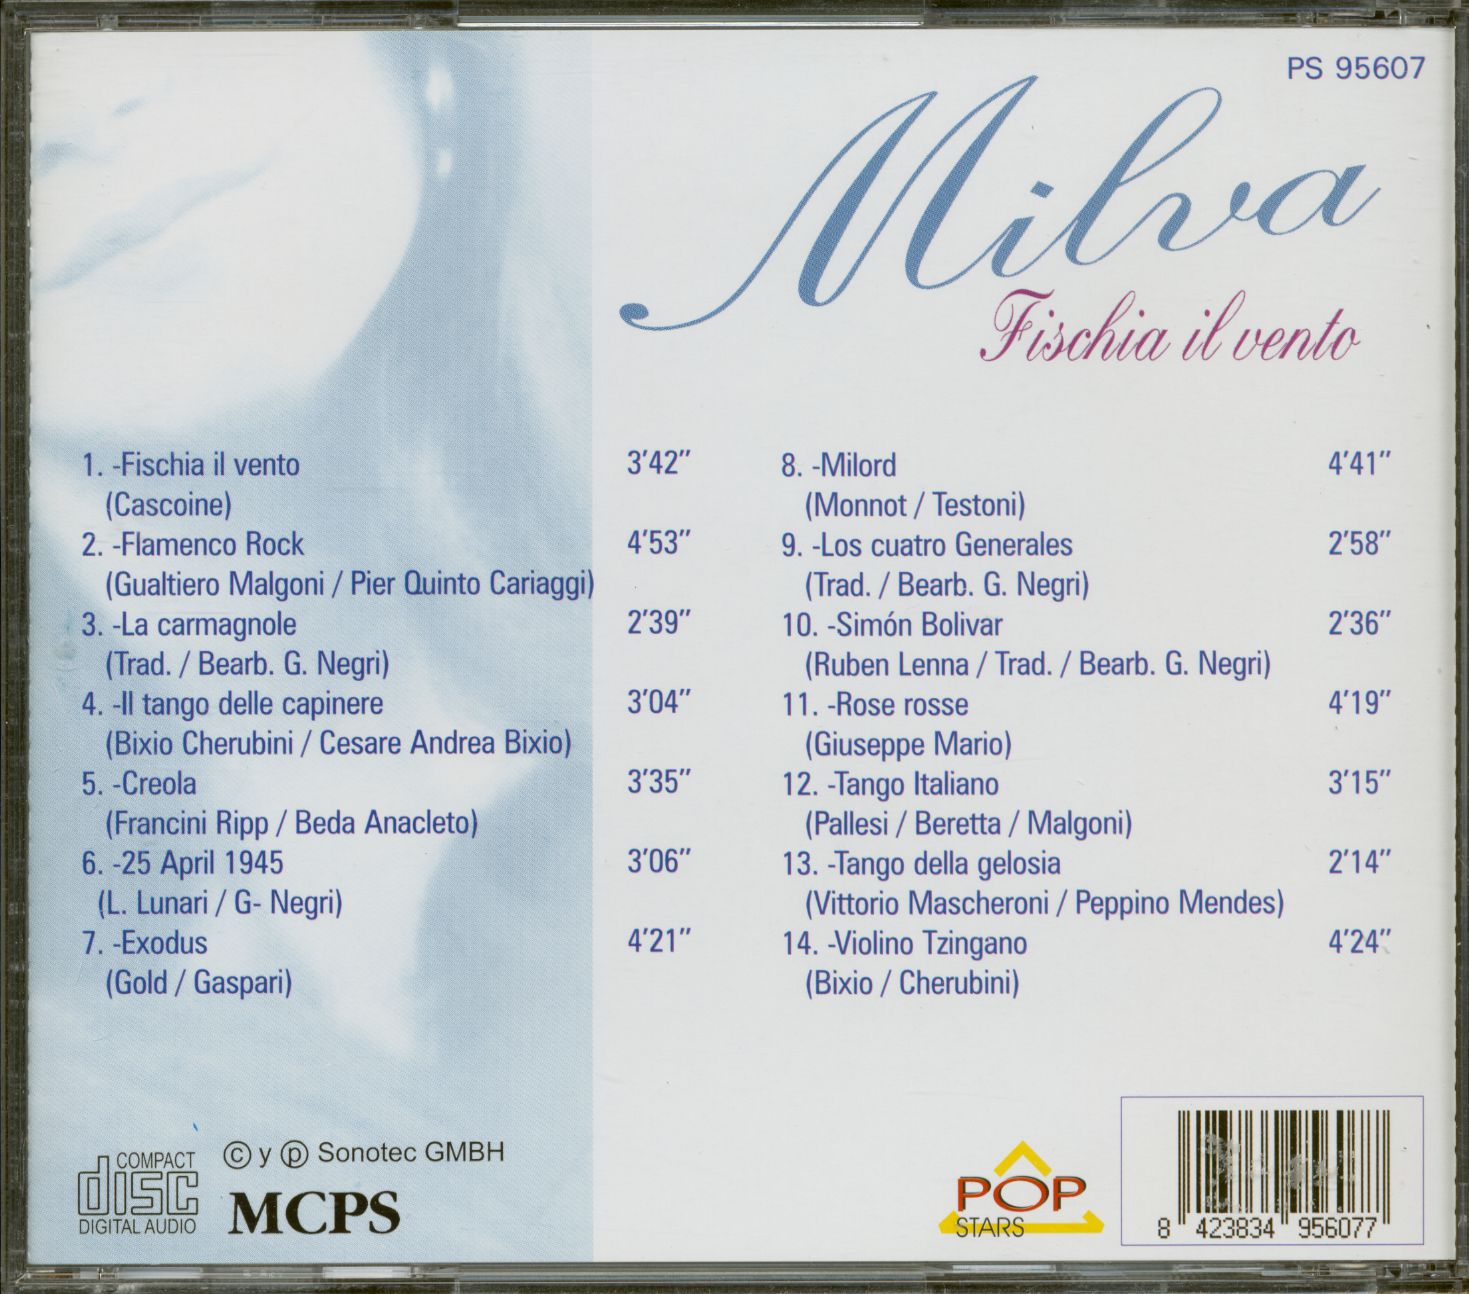 PS 95607
Milva
Fischia il vento
1. -Fischia il vento 3'42"
(Cascoine)
2. -Flamenco Rock 4'53"
(Gualtiero Malgoni / Pier Quinto Cariaggi)
3. -La carmagnole 2'39"
(Trad. / Bearb. G. Negri)
4. -Il tango delle capinere 3'04"
(Bixio Cherubini / Cesare Andrea Bixio)
5. -Creola 3'35"
(Francini Ripp / Beda Anacleto)
6. -25 April 1945 3'06"
(L. Lunari / G- Negri)
7. -Exodus 4'21"
(Gold / Gaspari)
8. -Milord 4'41"
(Monnot / Testoni)
9. -Los cuatro Generales 2'58"
(Trad. / Bearb. G. Negri)
10. -Simón Bolivar 2'36"
(Ruben Lenna / Trad. / Bearb. G. Negri)
11. -Rose rosse 4'19"
(Giuseppe Mario)
12. -Tango Italiano 3'15"
(Pallesi / Beretta / Malgoni)
13. -Tango della gelosia 2'14"
(Vittorio Mascheroni / Peppino Mendes)
14. -Violino Tzingano 4'24"
(Bixio / Cherubini)
COMPACT
disc
DIGITAL AUDIO
© y ℗ Sonotec GMBH
MCPS
POP
STARS
8 423834 956077